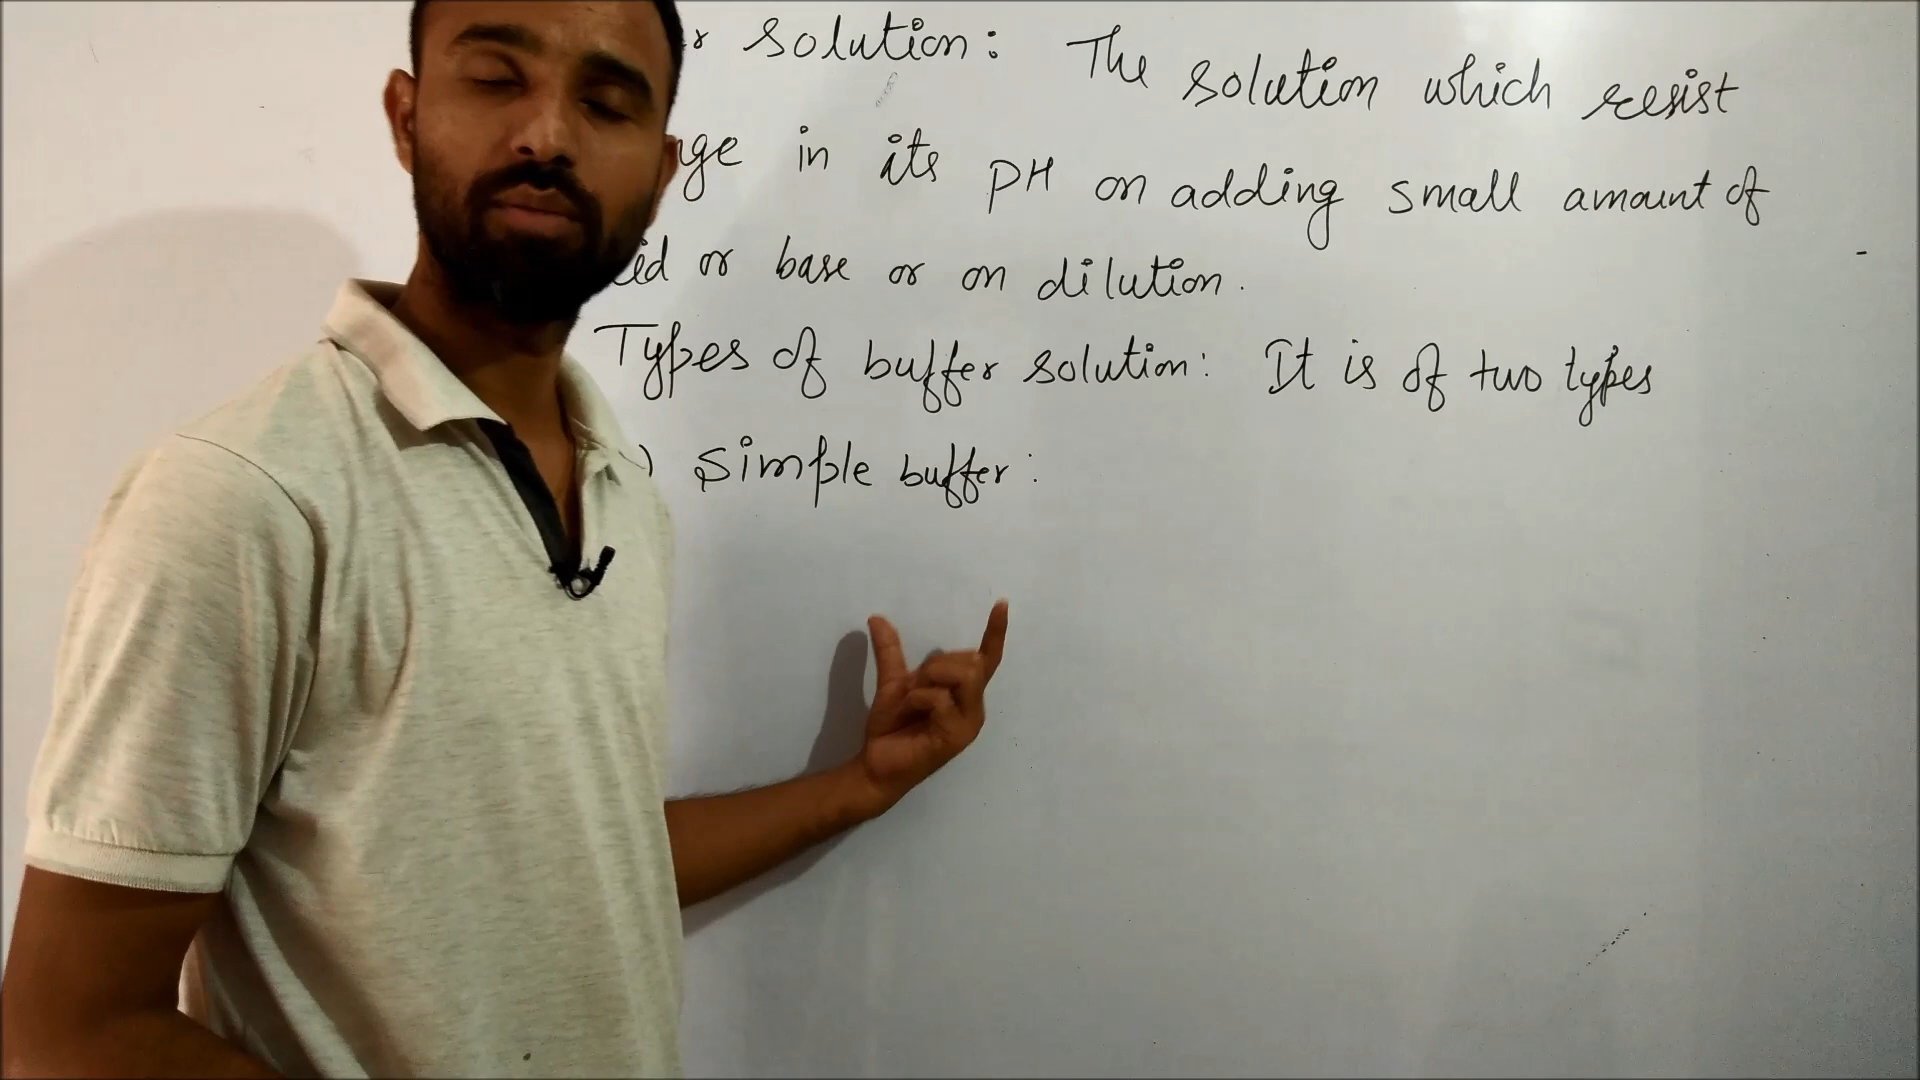 solution: The solution which resist
in its PH on adding small amount of
or base or on dilution.
Types of buffer solution: It is of two types
) Simple buffer: